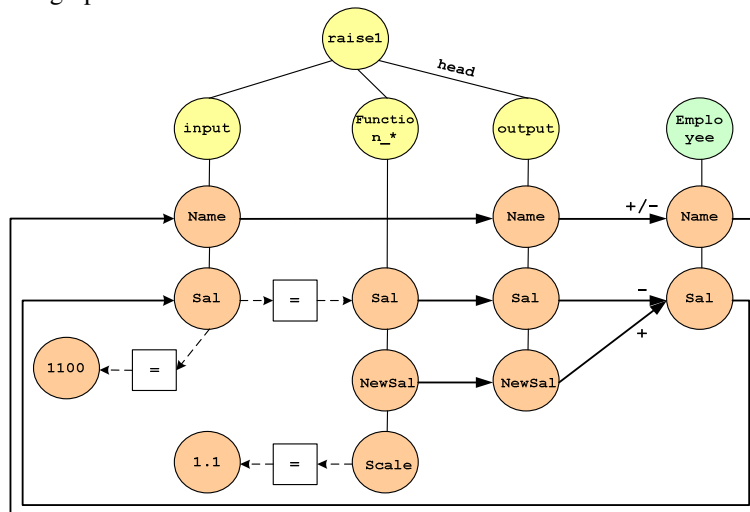 raise1
head
input
Functio
n_*
output
Emplo
yee
Name
Name
+/-
Name
Sal
=
Sal
Sal
-
Sal
+
1100
=
NewSal
NewSal
1.1
=
Scale